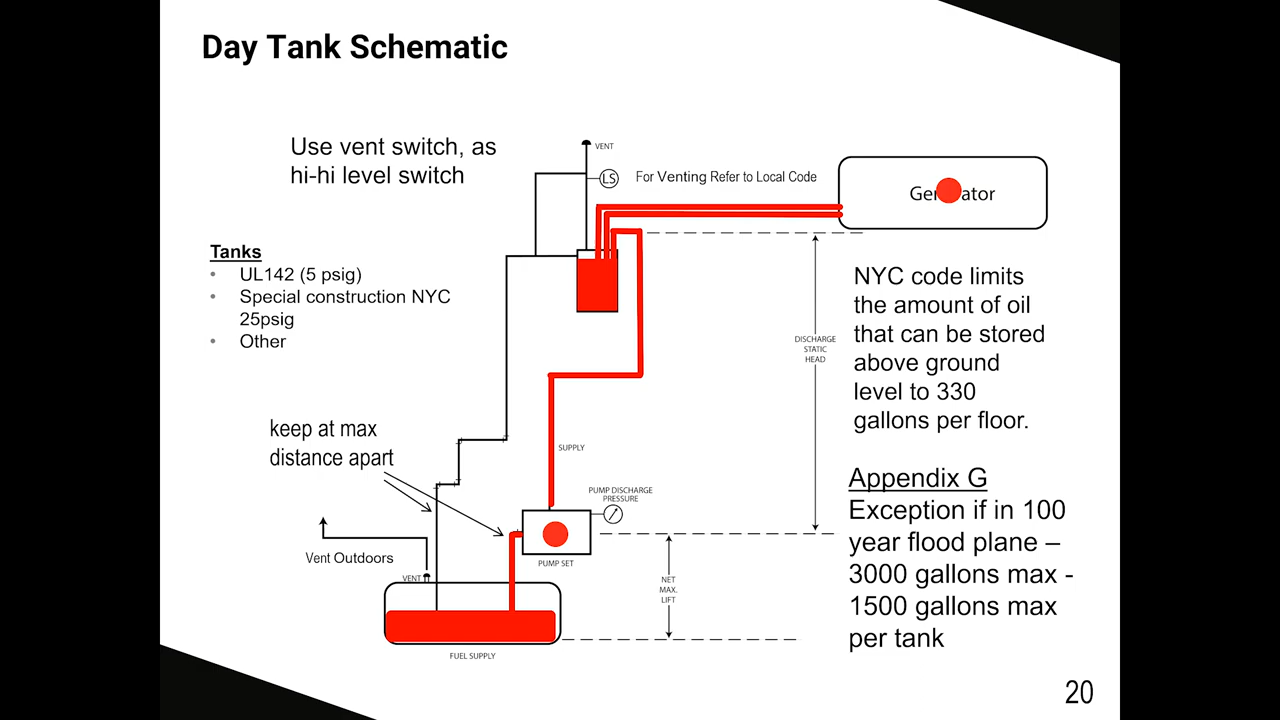 Day Tank Schematic
Use vent switch, as
hi-hi level switch
VENT
LS
For Venting Refer to Local Code
Tanks
• UL142 (5 psig)
• Special construction NYC
25psig
• Other
NYC code limits
the amount of oil
that can be stored
above ground
level to 330
gallons per floor.
DISCHARGE
STATIC
HEAD
keep at max
distance apart
SUPPLY
PUMP DISCHARGE
PRESSURE
Appendix G
Exception if in 100
year flood plane –
3000 gallons max -
1500 gallons max
per tank
Vent Outdoors
PUMP SET
VENT
NET
MAX.
LIFT
FUEL SUPPLY
20